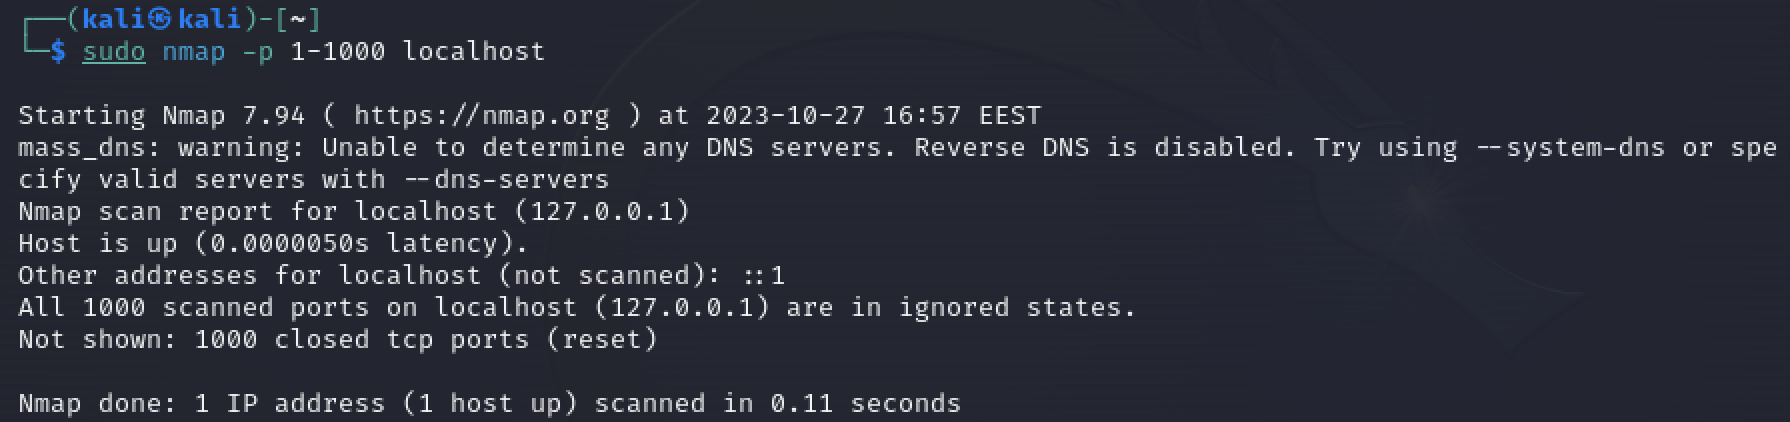 ┌──(kali㉿kali)-[~]
└─$ sudo nmap -p 1-1000 localhost
Starting Nmap 7.94 ( https://nmap.org ) at 2023-10-27 16:57 EEST
mass_dns: warning: Unable to determine any DNS servers. Reverse DNS is disabled. Try using --system-dns or spe
cify valid servers with --dns-servers
Nmap scan report for localhost (127.0.0.1)
Host is up (0.0000050s latency).
Other addresses for localhost (not scanned): ::1
All 1000 scanned ports on localhost (127.0.0.1) are in ignored states.
Not shown: 1000 closed tcp ports (reset)
Nmap done: 1 IP address (1 host up) scanned in 0.11 seconds